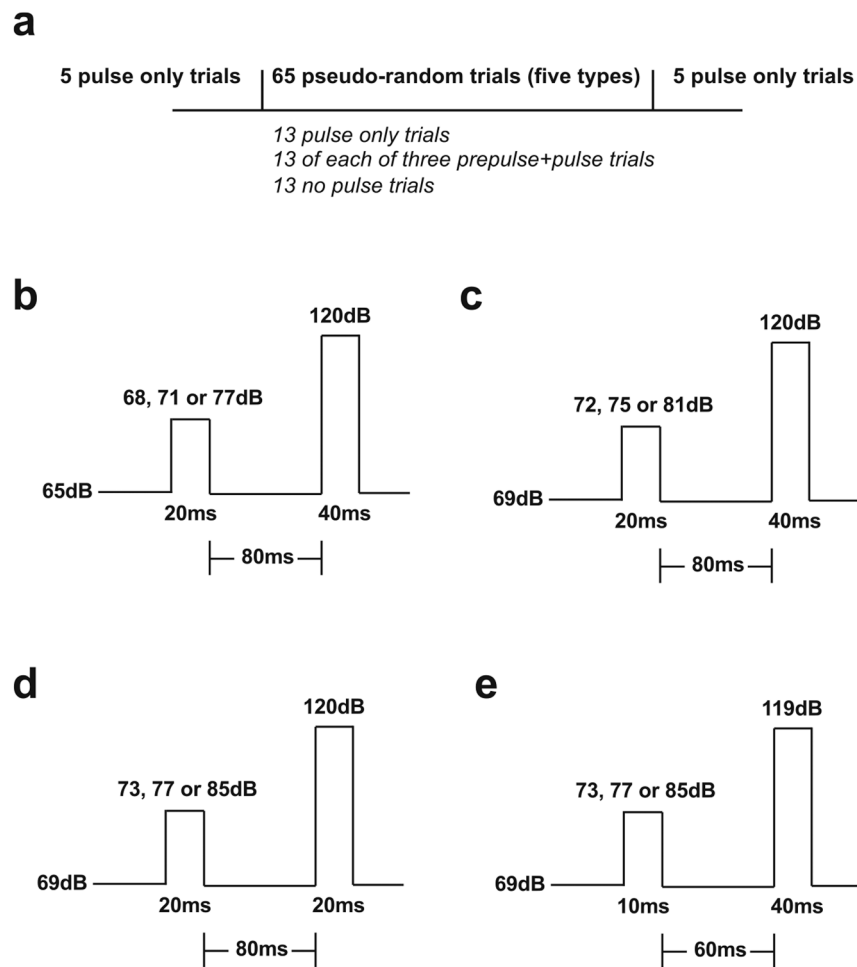 a
5 pulse only trials
65 pseudo-random trials (five types)
5 pulse only trials
13 pulse only trials
13 of each of three prepulse+pulse trials
13 no pulse trials
b
120dB
68, 71 or 77dB
65dB
20ms
40ms
80ms
c
120dB
72, 75 or 81dB
69dB
20ms
40ms
80ms
d
120dB
73, 77 or 85dB
69dB
20ms
20ms
80ms
e
119dB
73, 77 or 85dB
69dB
10ms
40ms
60ms